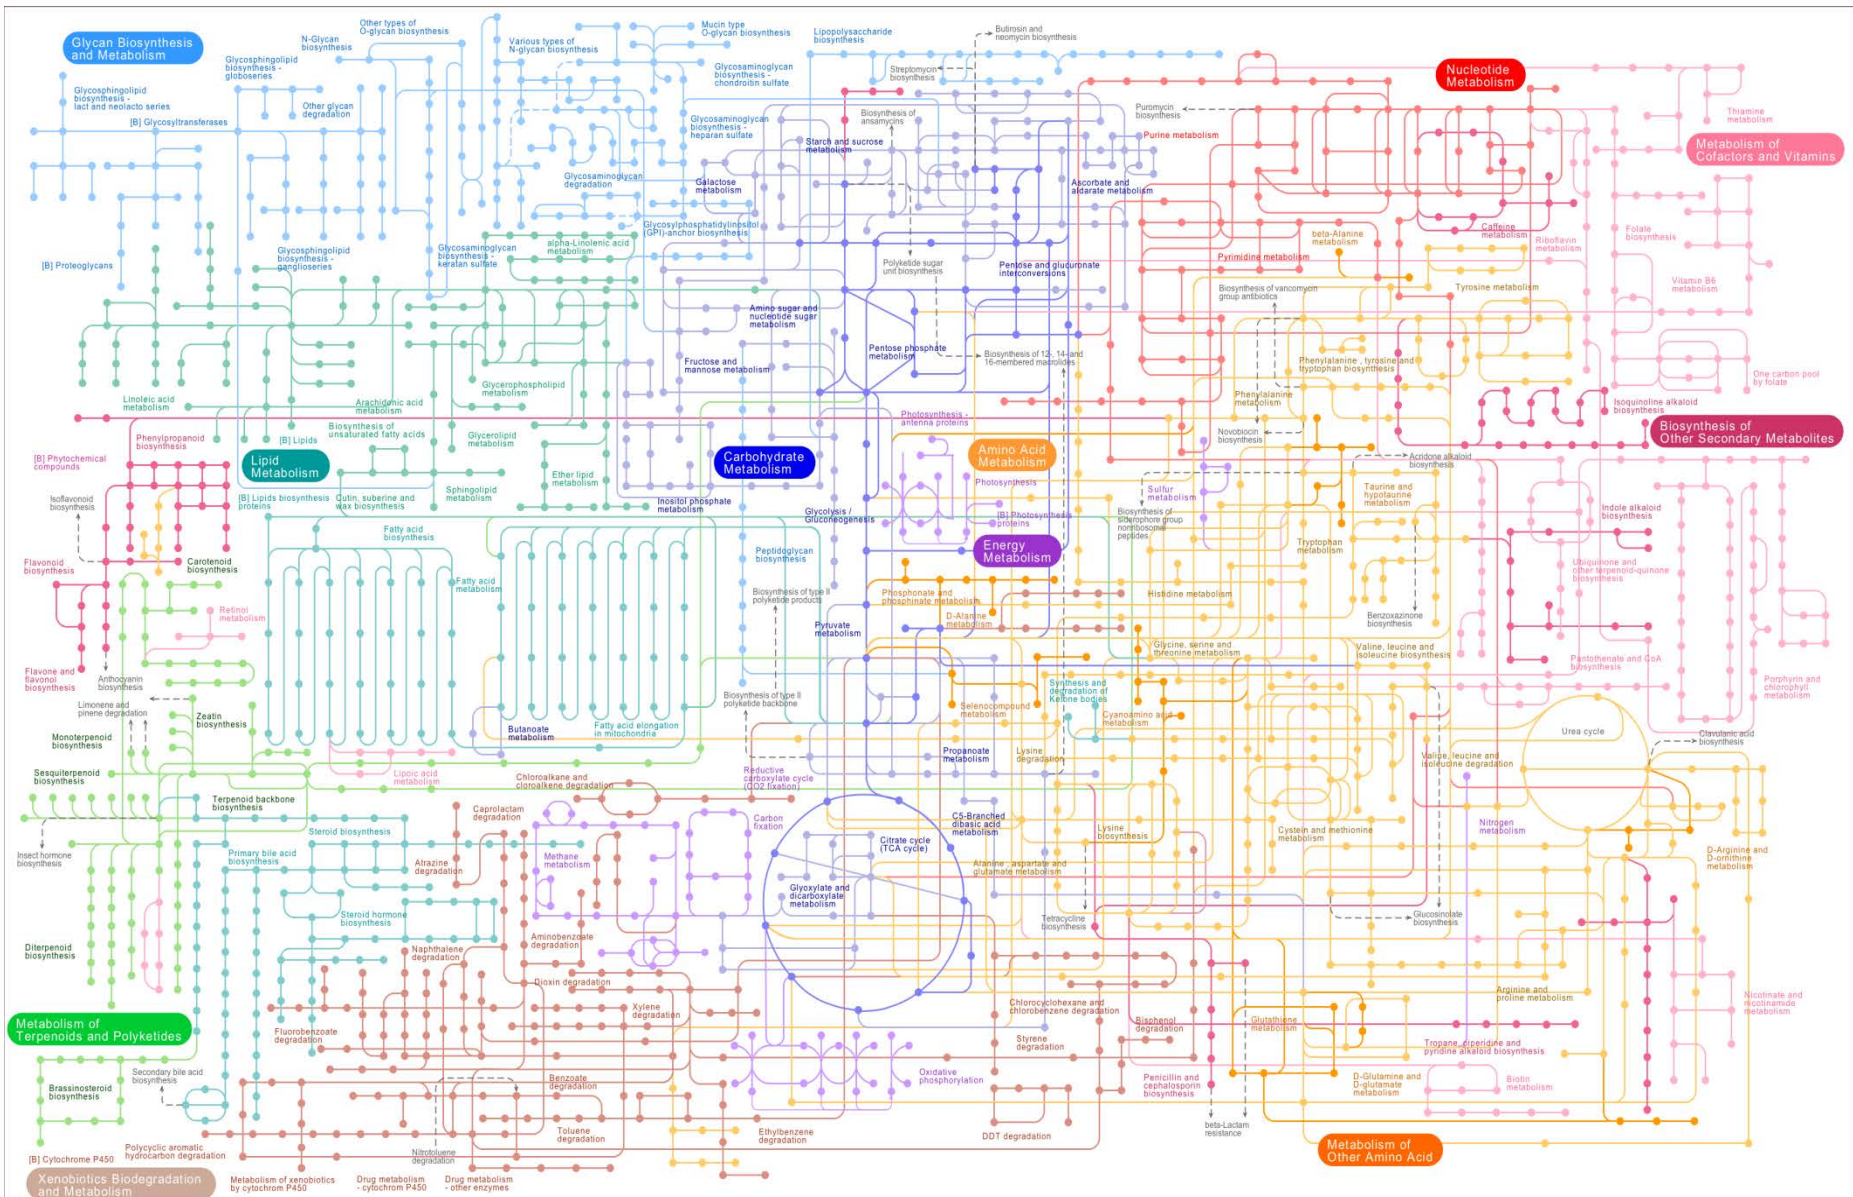 Glycan Biosynthesis
and Metabolism
Other types of
O-glycan biosynthesis
N-Glycan
biosynthesis
Various types of
N-glycan biosynthesis
Mucin type
O-glycan biosynthesis
Lipopolysaccharide
biosynthesis
Butirosin and
neomycin biosynthesis
Glycosphingolipid
biosynthesis -
globoseries
Glycosaminoglycan
biosynthesis -
chondroitin sulfate
Streptomycin
biosynthesis
Nucleotide
Metabolism
Glycosphingolipid
biosynthesis -
lact and neolacto series
Other glycan
degradation
[B] Glycosyltransferases
Glycosaminoglycan
biosynthesis -
heparan sulfate
Biosynthesis of
ansamycins
Puromycin
biosynthesis
Thiamine
metabolism
Starch and sucrose
metabolism
Purine metabolism
Metabolism of
Cofactors and Vitamins
Glycosaminoglycan
degradation
Galactose
metabolism
Ascorbate and
aldarate metabolism
Glycosylphosphatidylinositol
(GPI)-anchor biosynthesis
Caffeine
metabolism
beta-Alanine
metabolism
Riboflavin
metabolism
Folate
biosynthesis
[B] Proteoglycans
Glycosphingolipid
biosynthesis -
ganglioseries
Glycosaminoglycan
biosynthesis -
keratan sulfate
alpha-Linolenic acid
metabolism
Polyketide sugar
unit biosynthesis
Pentose and glucuronate
interconversions
Pyrimidine metabolism
Biosynthesis of vancomycin
group antibiotics
Tyrosine metabolism
Vitamin B6
metabolism
Amino sugar and
nucleotide sugar
metabolism
Pentose phosphate
metabolism
Biosynthesis of 12-, 14- and
16-membered macrolides
Fructose and
mannose metabolism
Phenylalanine , tyrosine and
tryptophan biosynthesis
One carbon pool
by folate
Linoleic acid
metabolism
Arachidonic acid
metabolism
Glycerophospholipid
metabolism
Phenylalanine
metabolism
Isoquinoline alkaloid
biosynthesis
Photosynthesis -
antenna proteins
Novobiocin
biosynthesis
Biosynthesis of
Other Secondary Metabolites
Phenylpropanoid
biosynthesis
[B] Lipids
Biosynthesis of
unsaturated fatty acids
Glycerolipid
metabolism
[B] Phytochemical
compounds
Lipid
Metabolism
Carbohydrate
Metabolism
Amino Acid
Metabolism
Acridone alkaloid
biosynthesis
Isoflavonoid
biosynthesis
[B] Lipids biosynthesis
proteins
Cutin, suberine and
wax biosynthesis
Sphingolipid
metabolism
Ether lipid
metabolism
Inositol phosphate
metabolism
Glycolysis /
Gluconeogenesis
Photosynthesis
[B] Photosynthesis
proteins
Sulfur
metabolism
Biosynthesis of
siderophore group
nonribosomal
peptides
Taurine and
hypotaurine
metabolism
Indole alkaloid
biosynthesis
Fatty acid
biosynthesis
Energy
Metabolism
Tryptophan
metabolism
Flavonoid
biosynthesis
Carotenoid
biosynthesis
Fatty acid
metabolism
Peptidoglycan
biosynthesis
Ubiquinone and
other terpenoid-quinone
biosynthesis
Retinol
metabolism
Biosynthesis of type II
polyketide products
Phosphonate and
phosphinate metabolism
Histidine metabolism
Benzoxazinone
biosynthesis
D-Alanine
metabolism
Pyruvate
metabolism
Glycine, serine and
threonine metabolism
Valine, leucine and
isoleucine biosynthesis
Pantothenate and CoA
biosynthesis
Flavone and
flavonol
biosynthesis
Anthocyanin
biosynthesis
Biosynthesis of type II
polyketide backbone
Synthesis and
degradation of
Ketone bodies
Porphyrin and
chlorophyll
metabolism
Limonene and
pinene degradation
Zeatin
biosynthesis
Selenocompound
metabolism
Cyanoamino acid
metabolism
Monoterpenoid
biosynthesis
Butanoate
metabolism
Fatty acid elongation
in mitochondria
Urea cycle
Clavulanic acid
biosynthesis
Propanoate
metabolism
Lysine
degradation
Valine, leucine and
isoleucine degradation
Sesquiterpenoid
biosynthesis
Lipoic acid
metabolism
Chloroalkane and
cloroalkene degradation
Reductive
carboxylate cycle
(CO2 fixation)
Terpenoid backbone
biosynthesis
Caprolactam
degradation
Carbon
fixation
C5-Branched
dibasic acid
metabolism
Lysine
biosynthesis
Cystein and methionine
metabolism
Nitrogen
metabolism
Steroid biosynthesis
Citrate cycle
(TCA cycle)
Insect hormone
biosynthesis
Primary bile acid
biosynthesis
Atrazine
degradation
Methane
metabolism
Alanine , aspartate and
glutamate metabolism
D-Arginine and
D-ornithine
metabolism
Glyoxylate and
dicarboxylate
metabolism
Steroid hormone
biosynthesis
Tetracycline
biosynthesis
Glucosinolate
biosynthesis
Diterpenoid
biosynthesis
Naphthalene
degradation
Aminobenzoate
degradation
Dioxin degradation
Arginine and
proline metabolism
Nicotinate and
nicotinamide
metabolism
Metabolism of
Terpenoids and Polyketides
Fluorobenzoate
degradation
Xylene
degradation
Chlorocyclohexane and
chlorobenzene degradation
Bisphenol
degradation
Glutathione
metabolism
Styrene
degradation
Tropane, piperidine and
pyridine alkaloid biosynthesis
Brassinosteroid
biosynthesis
Secondary bile acid
biosynthesis
Benzoate
degradation
Oxidative
phosphorylation
Penicillin and
cephalosporin
biosynthesis
D-Glutamine and
D-glutamate
metabolism
Biotin
metabolism
Toluene
degradation
Ethylbenzene
degradation
DDT degradation
beta-Lactam
resistance
[B] Cytochrome P450
Polycyclic aromatic
hydrocarbon degradation
Nitrotoluene
degradation
Metabolism of
Other Amino Acid
Xenobiotics Biodegradation
and Metabolism
Metabolism of xenobiotics
by cytochrom P450
Drug metabolism
- cytochrom P450
Drug metabolism
- other enzymes